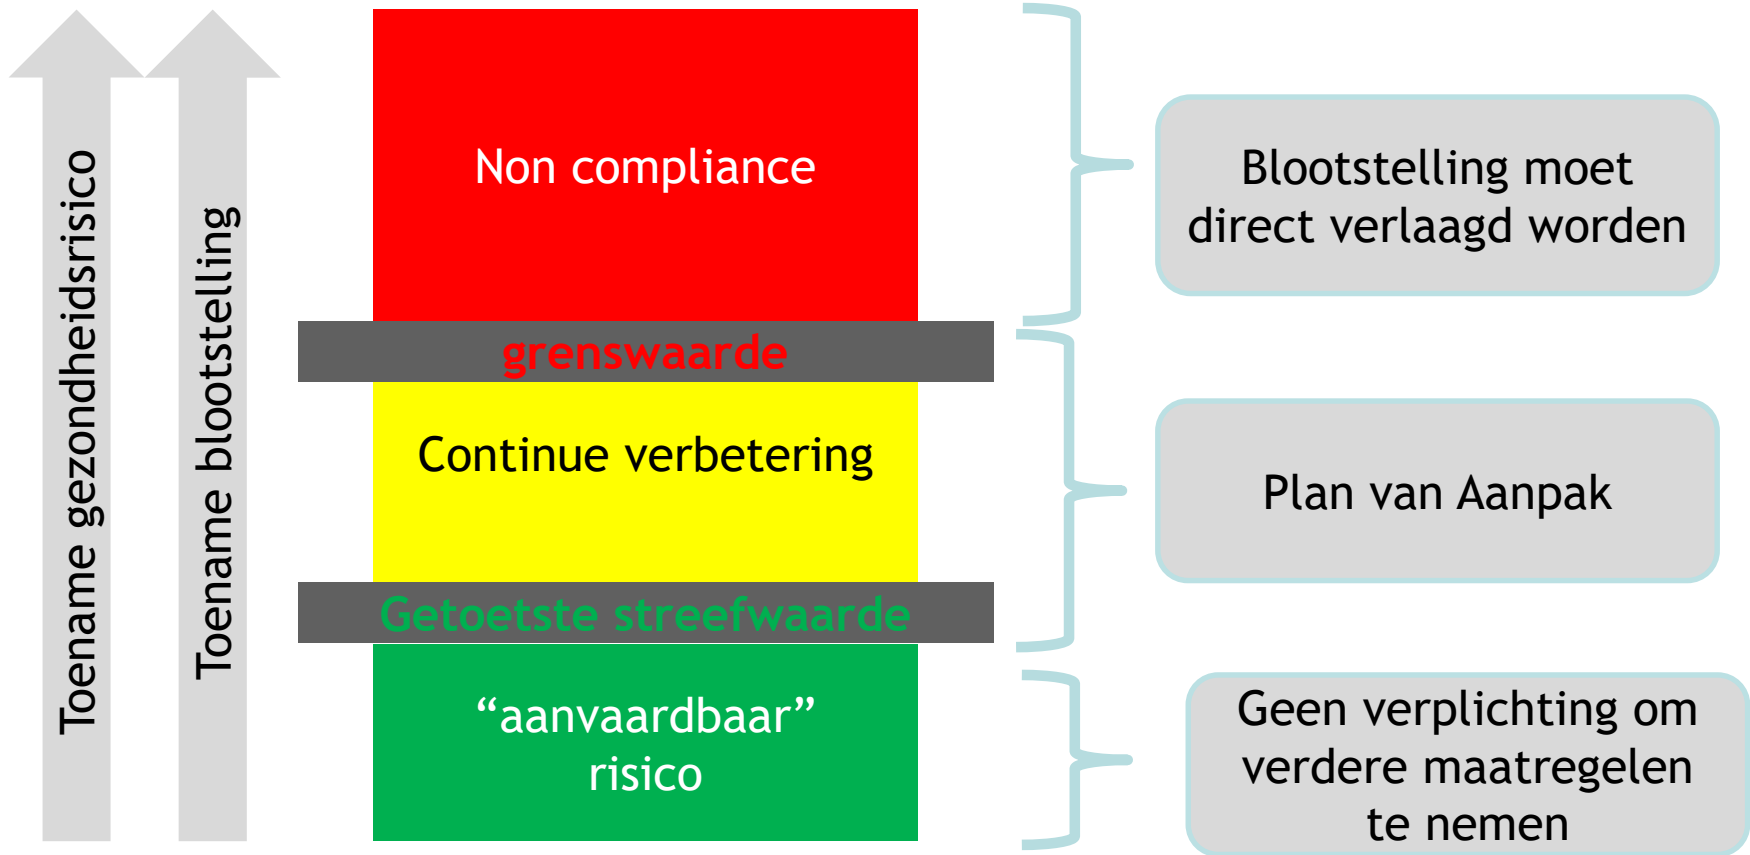 Toename gezondheidsrisico
Toename blootstelling
Non compliance
grenswaarde
Continue verbetering
Getoetste streefwaarde
“aanvaardbaar”
risico
Blootstelling moet
direct verlaagd worden
Plan van Aanpak
Geen verplichting om
verdere maatregelen
te nemen